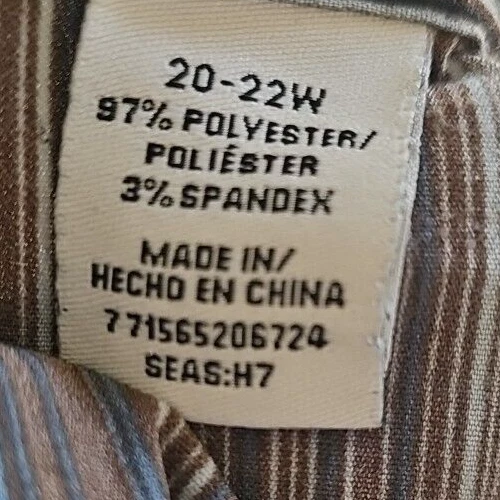 20-22W
97% POLYESTER/
POLIÉSTER
3% SPANDEX
MADE IN/
HECHO EN CHINA
771565206724
SEAS:H7